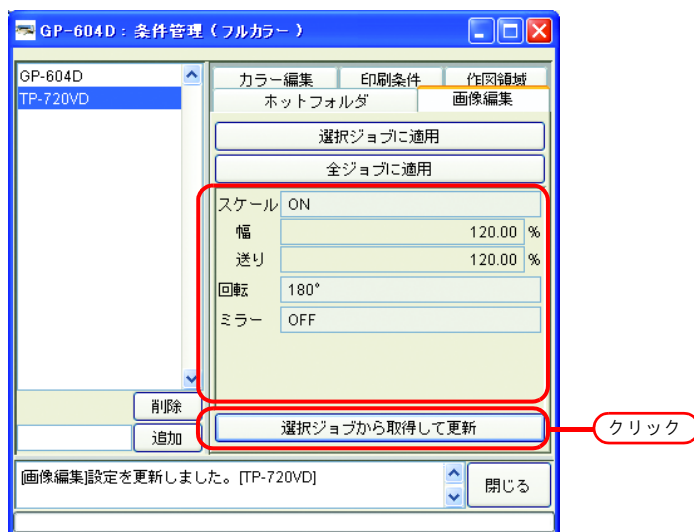 GP-604D：条件管理（フルカラー）
GP-604D
TP-720VD
カラー編集 印刷条件 作図領域
ホットフォルダ 画像編集
選択ジョブに適用
全ジョブに適用
スケール ON
幅 120.00 %
送り 120.00 %
回転 180°
ミラー OFF
削除
追加
選択ジョブから取得して更新
クリック
[画像編集]設定を更新しました。[TP-720VD]
閉じる